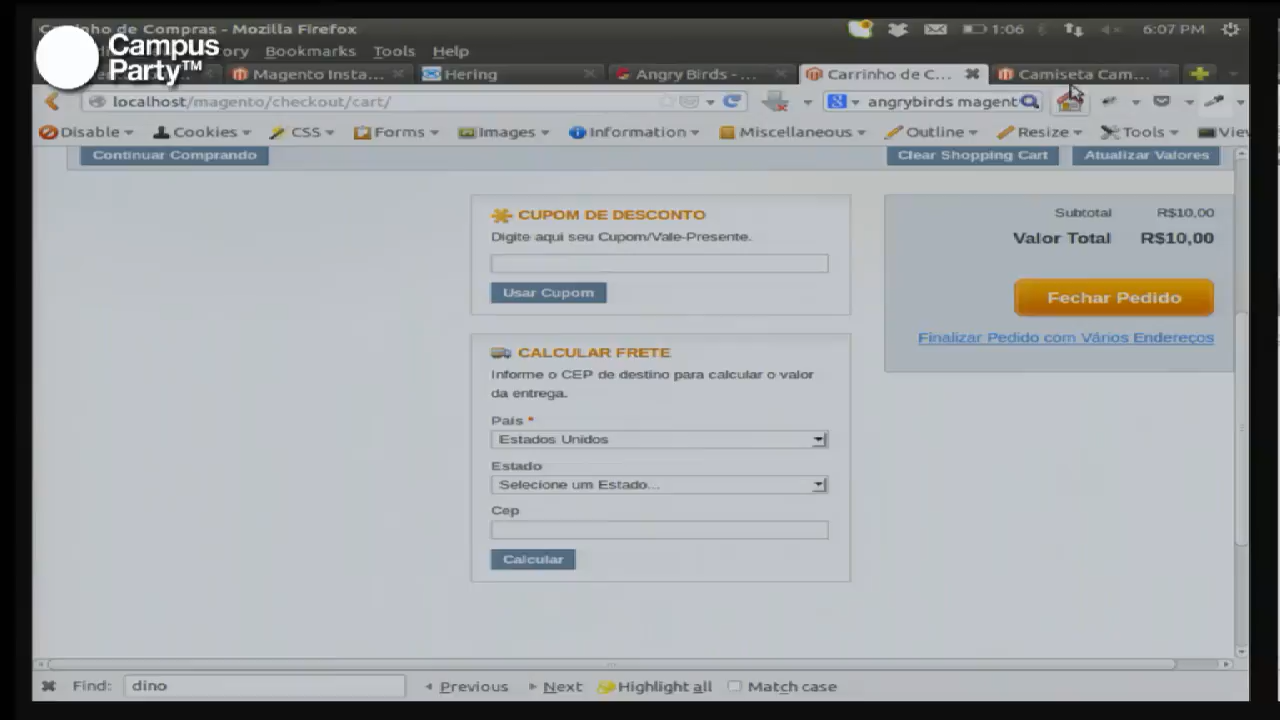 Carrinho de Compras - Mozilla Firefox
1:06
6:07 PM
Campus Party™
Bookmarks Tools Help
Magento Insta...
Hering
Angry Birds - ...
Carrinho de C...
Camiseta Cam...
localhost/magento/checkout/cart/
angrybirds magent
Disable Cookies CSS Forms Images Information Miscellaneous Outline Resize Tools
Continuar Comprando
Clear Shopping Cart
Atualizar Valores
CUPOM DE DESCONTO
Digite aqui seu Cupom/Vale-Presente.
Usar Cupom
Subtotal R$10,00
Valor Total R$10,00
Fechar Pedido
Finalizar Pedido com Vários Endereços
CALCULAR FRETE
Informe o CEP de destino para calcular o valor
da entrega.
País *
Estados Unidos
Estado
Selecione um Estado...
Cep
Calcular
Find: dino Previous Next Highlight all Match case